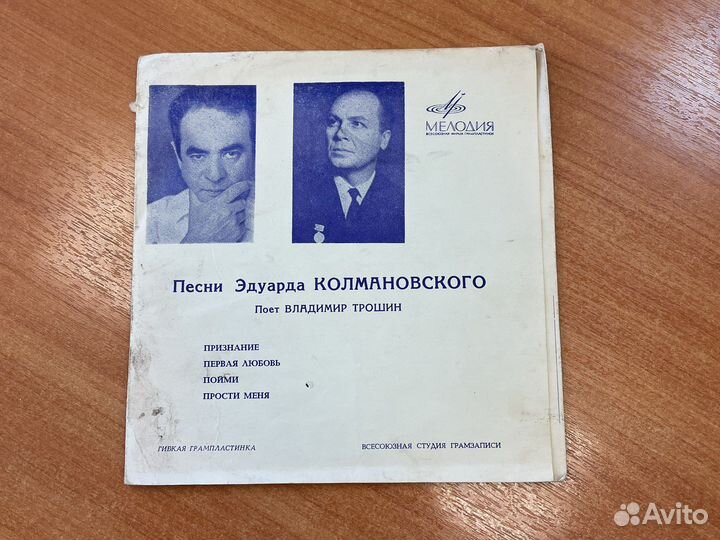 МЕЛОДИЯ
ВСЕСОЮЗНАЯ ФИРМА ГРАМПЛАСТИНОК
Песни Эдуарда КОЛМАНОВСКОГО
Поет ВЛАДИМИР ТРОШИН
ПРИЗНАНИЕ
ПЕРВАЯ ЛЮБОВЬ
ПОЙМИ
ПРОСТИ МЕНЯ
ГИБКАЯ ГРАМПЛАСТИНКА
ВСЕСОЮЗНАЯ СТУДИЯ ГРАМЗАПИСИ
Avito